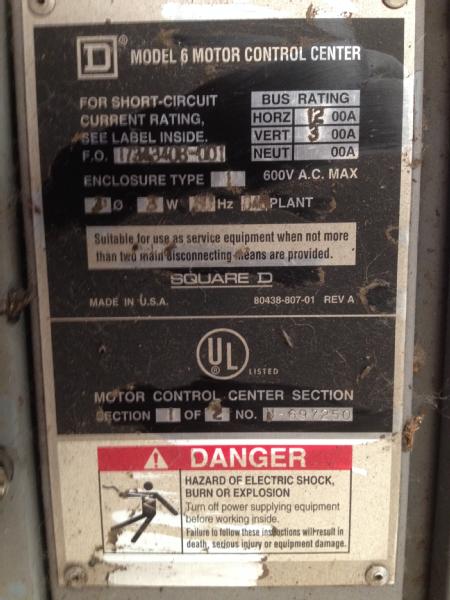 D ® MODEL 6 MOTOR CONTROL CENTER
FOR SHORT-CIRCUIT
CURRENT RATING,
SEE LABEL INSIDE.
F.O.
BUS RATING
HORZ 12 00A
VERT 3 00A
NEUT 00A
ENCLOSURE TYPE 1 600V A.C. MAX
Ø 3 W Hz PLANT
Suitable for use as service equipment when not more
than two main disconnecting means are provided.
SQUARE D
MADE IN U.S.A. 80438-807-01 REV A
UL LISTED
MOTOR CONTROL CENTER SECTION
SECTION 1 OF 2 NO. N-697250
DANGER
HAZARD OF ELECTRIC SHOCK,
BURN OR EXPLOSION
Turn off power supplying equipment
before working inside.
Failure to follow these instructions will result in
death, serious injury or equipment damage.